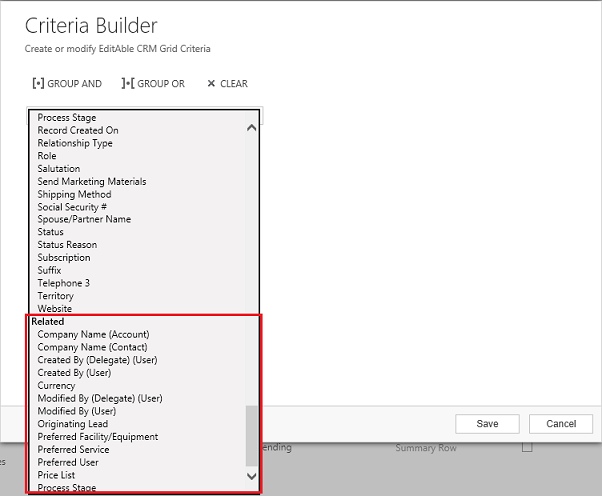 Criteria Builder
Create or modify EditAble CRM Grid Criteria
[•] GROUP AND ]•[ GROUP OR × CLEAR
Process Stage
Record Created On
Relationship Type
Role
Salutation
Send Marketing Materials
Shipping Method
Social Security #
Spouse/Partner Name
Status
Status Reason
Subscription
Suffix
Telephone 3
Territory
Website
Related
Company Name (Account)
Company Name (Contact)
Created By (Delegate) (User)
Created By (User)
Currency
Modified By (Delegate) (User)
Modified By (User)
Originating Lead
Preferred Facility/Equipment
Preferred Service
Preferred User
Price List
Process Stage
Save Cancel
ending Summary Row
es